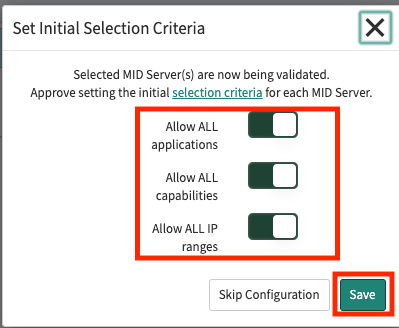 Set Initial Selection Criteria
Selected MID Server(s) are now being validated.
Approve setting the initial selection criteria for each MID Server.
Allow ALL
applications
Allow ALL
capabilities
Allow ALL IP
ranges
Skip Configuration
Save